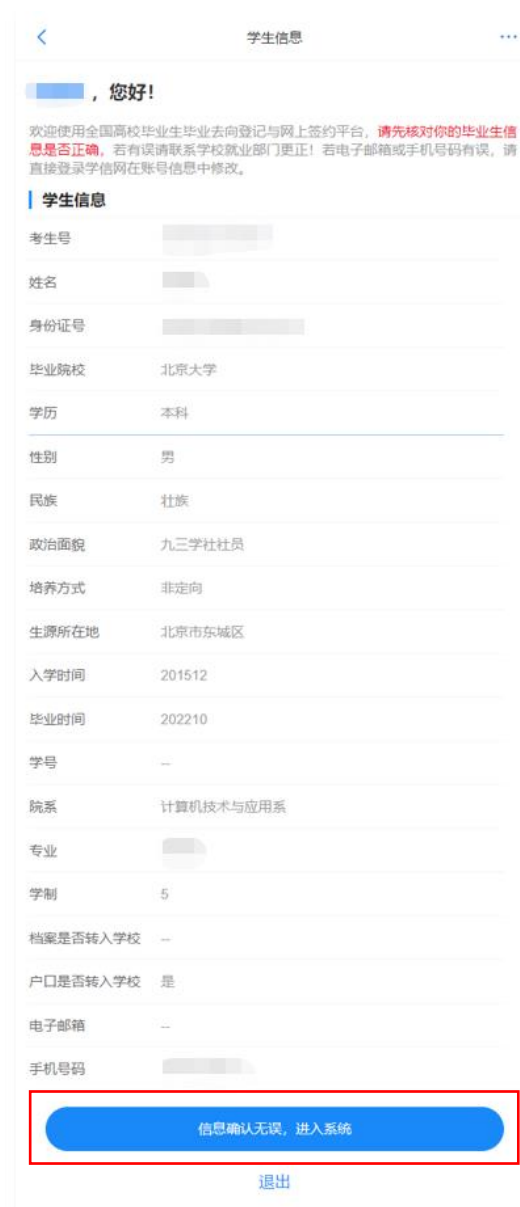 学生信息
，您好！
欢迎使用全国高校毕业生毕业去向登记与网上签约平台，请先核对你的毕业生信
息是否正确，若有误请联系学校就业部门更正！若电子邮箱或手机号码有误，请
直接登录学信网在账号信息中修改。
学生信息
考生号
姓名
身份证号
毕业院校 北京大学
学历 本科
性别 男
民族 壮族
政治面貌 九三学社社员
培养方式 非定向
生源所在地 北京市东城区
入学时间 201512
毕业时间 202210
学号 --
院系 计算机技术与应用系
专业
学制 5
档案是否转入学校 --
户口是否转入学校 是
电子邮箱 --
手机号码
信息确认无误，进入系统
退出